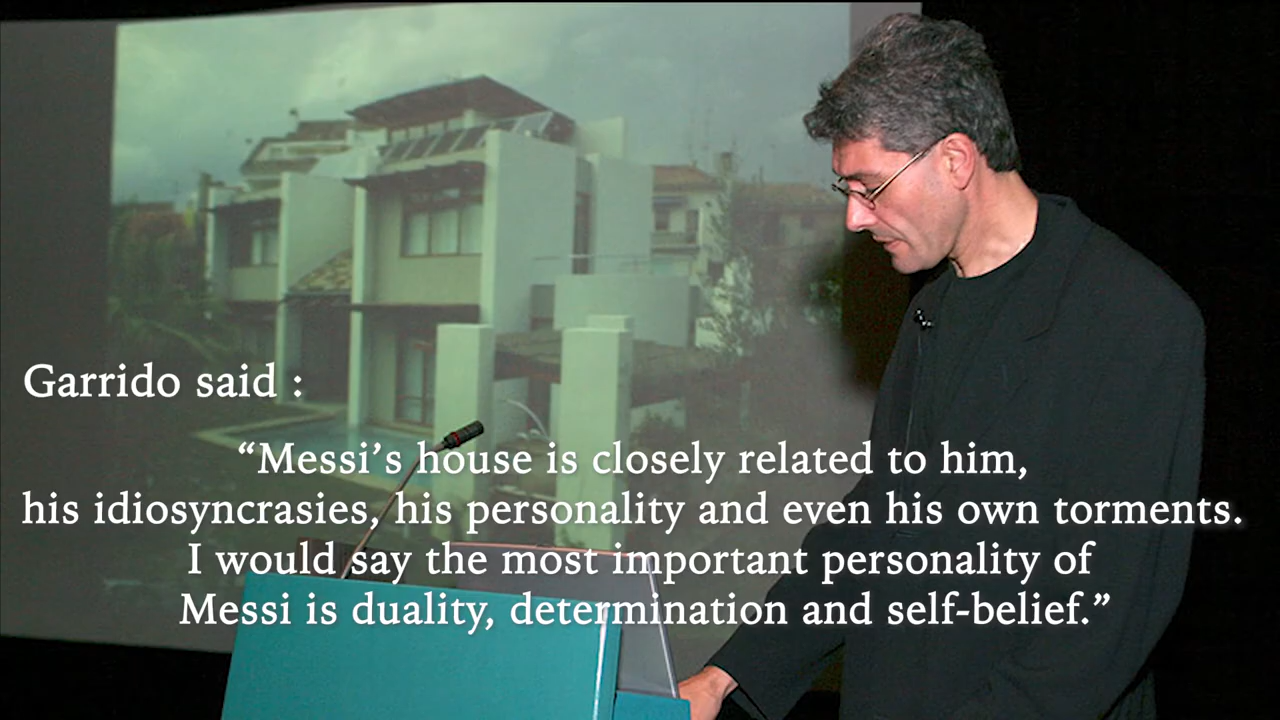 Garrido said :
“Messi’s house is closely related to him,
his idiosyncrasies, his personality and even his own torments.
I would say the most important personality of
Messi is duality, determination and self-belief.”